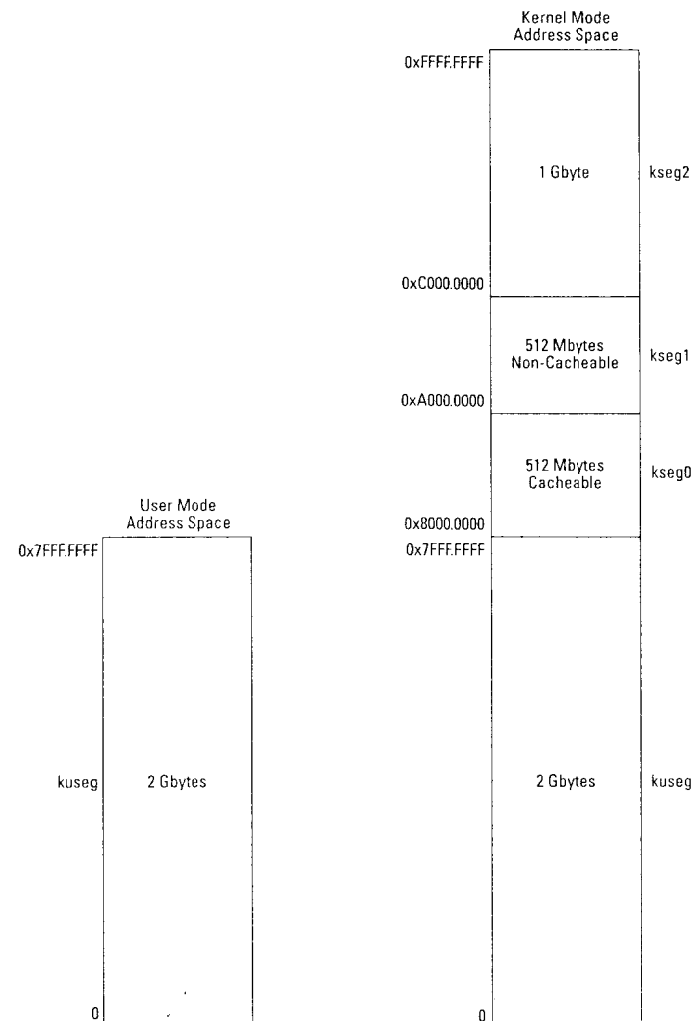 Kernel Mode
Address Space
0xFFFF.FFFF
1 Gbyte
kseg2
0xC000.0000
512 Mbytes
Non-Cacheable
kseg1
0xA000.0000
512 Mbytes
Cacheable
kseg0
0x8000.0000
User Mode
Address Space
0x7FFF.FFFF
0x7FFF.FFFF
kuseg
2 Gbytes
2 Gbytes
kuseg
0
0